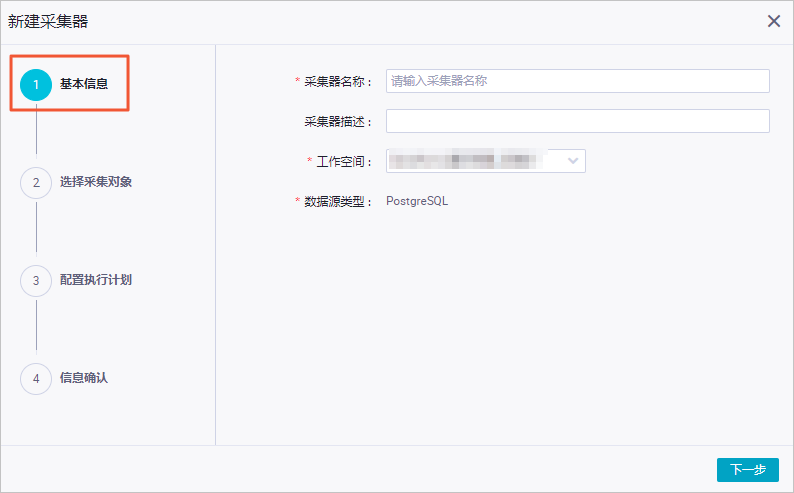 新建采集器
1 基本信息
2 选择采集对象
3 配置执行计划
4 信息确认
* 采集器名称： 请输入采集器名称
采集器描述：
* 工作空间：
* 数据源类型： PostgreSQL
下一步